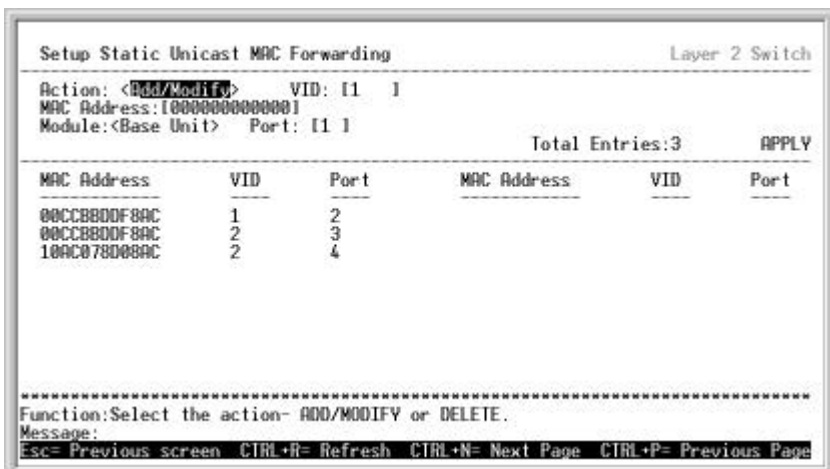 Setup Static Unicast MAC Forwarding Layer 2 Switch
Action: <Add/Modify> VID: [1 ]
MAC Address:[000000000000]
Module:<Base Unit> Port: [1 ]
Total Entries:3 APPLY
MAC Address VID Port MAC Address VID Port
00CCBBDDF8AC 1 2
00CCBBDDF8AC 2 3
10AC078D08AC 2 4
Function:Select the action- ADD/MODIFY or DELETE.
Message:
Esc= Previous screen CTRL+R= Refresh CTRL+N= Next Page CTRL+P= Previous Page